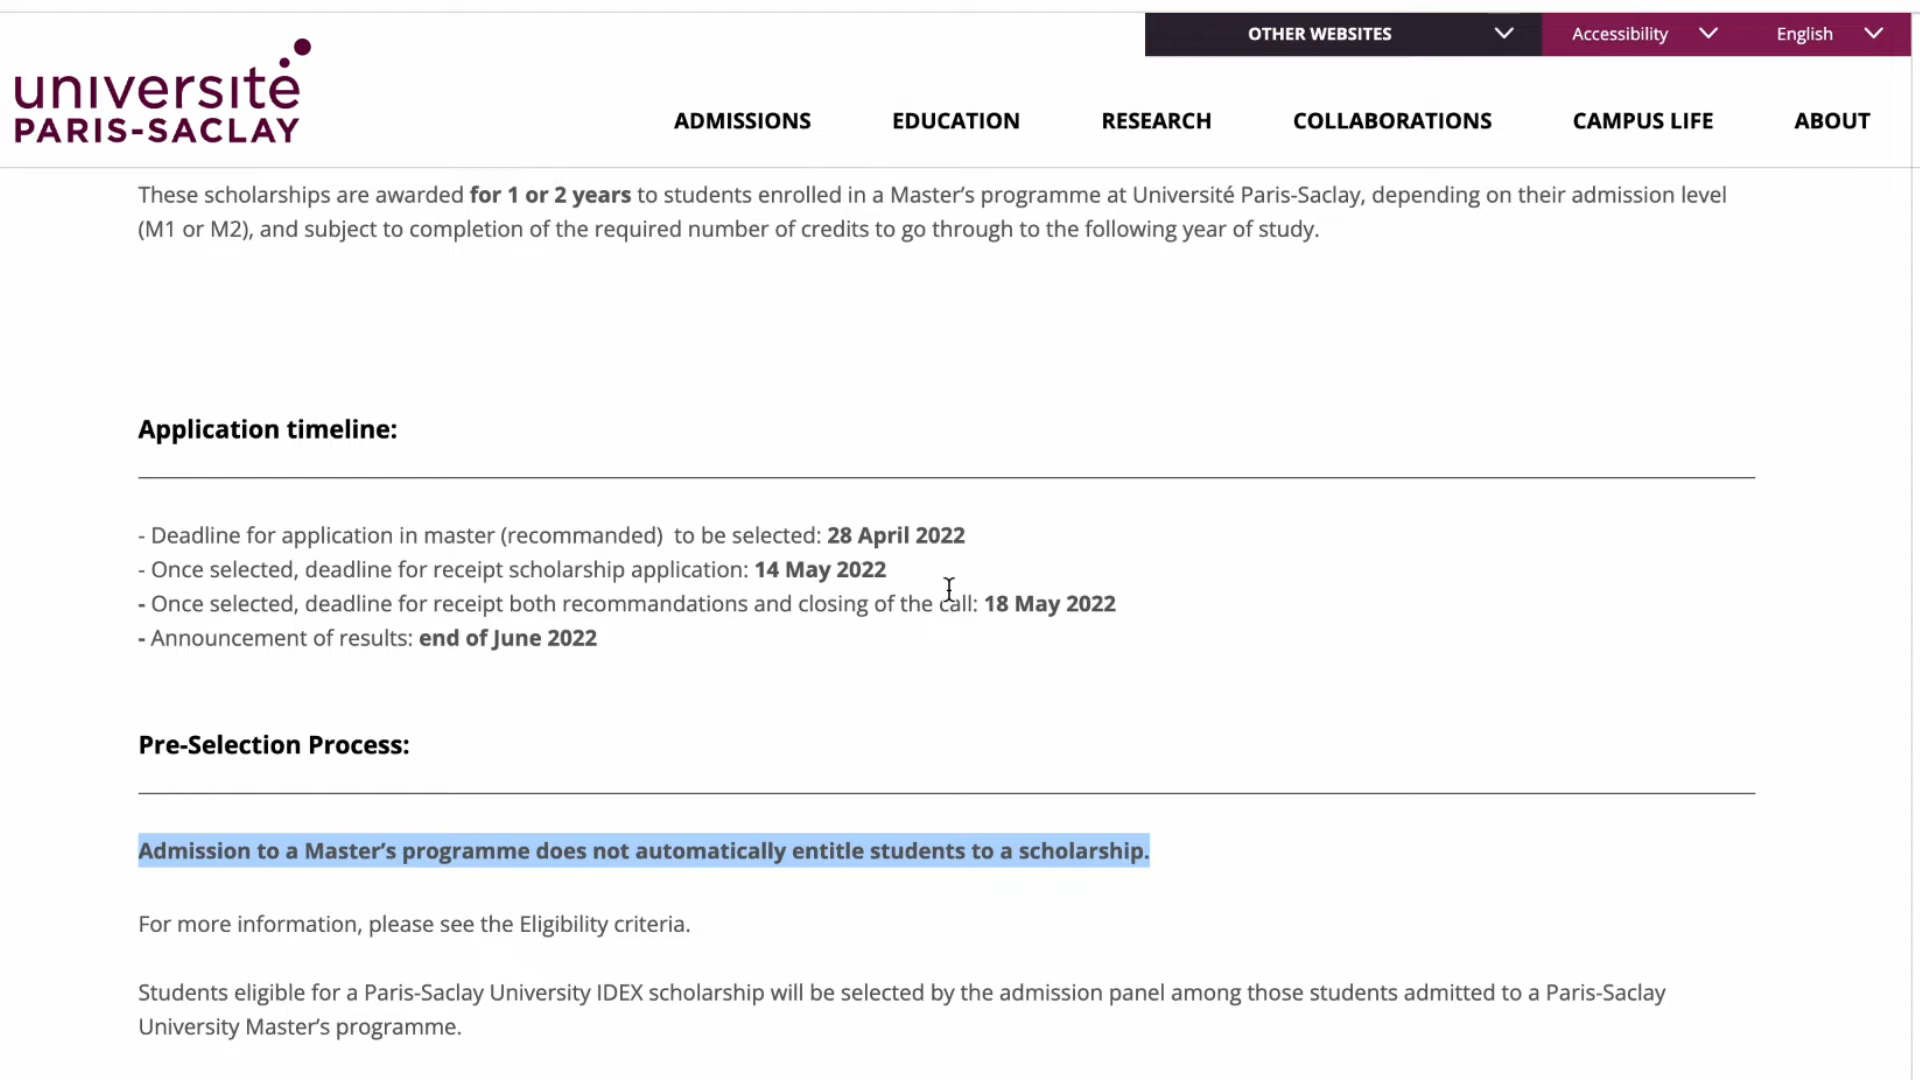 OTHER WEBSITES Accessibility English
université
PARIS-SACLAY
ADMISSIONS EDUCATION RESEARCH COLLABORATIONS CAMPUS LIFE ABOUT
These scholarships are awarded for 1 or 2 years to students enrolled in a Master’s programme at Université Paris-Saclay, depending on their admission level
(M1 or M2), and subject to completion of the required number of credits to go through to the following year of study.
Application timeline:
- Deadline for application in master (recommanded)  to be selected: 28 April 2022
- Once selected, deadline for receipt scholarship application: 14 May 2022
- Once selected, deadline for receipt both recommandations and closing of the call: 18 May 2022
- Announcement of results: end of June 2022
Pre-Selection Process:
Admission to a Master’s programme does not automatically entitle students to a scholarship.
For more information, please see the Eligibility criteria.
Students eligible for a Paris-Saclay University IDEX scholarship will be selected by the admission panel among those students admitted to a Paris-Saclay
University Master’s programme.